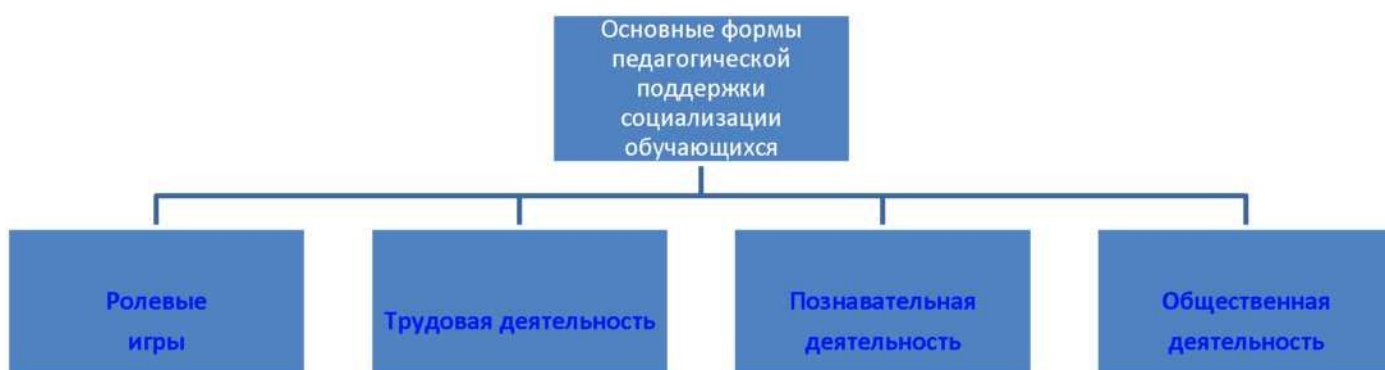 Основные формы
педагогической
поддержки
социализации
обучающихся
Ролевые
игры
Трудовая деятельность
Познавательная
деятельность
Общественная
деятельность